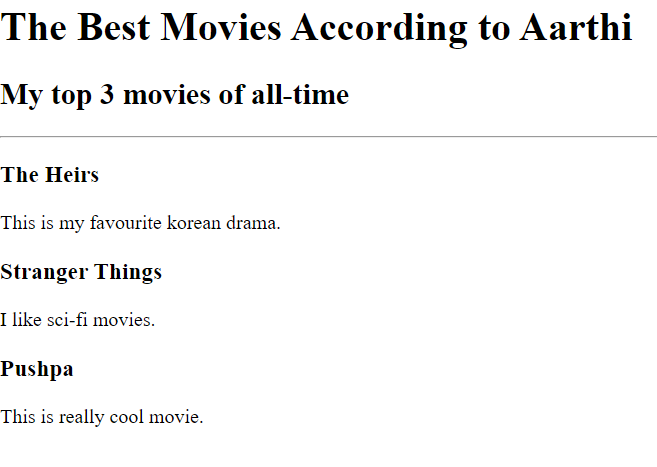 The Best Movies According to Aarthi
My top 3 movies of all-time
The Heirs
This is my favourite korean drama.
Stranger Things
I like sci-fi movies.
Pushpa
This is really cool movie.